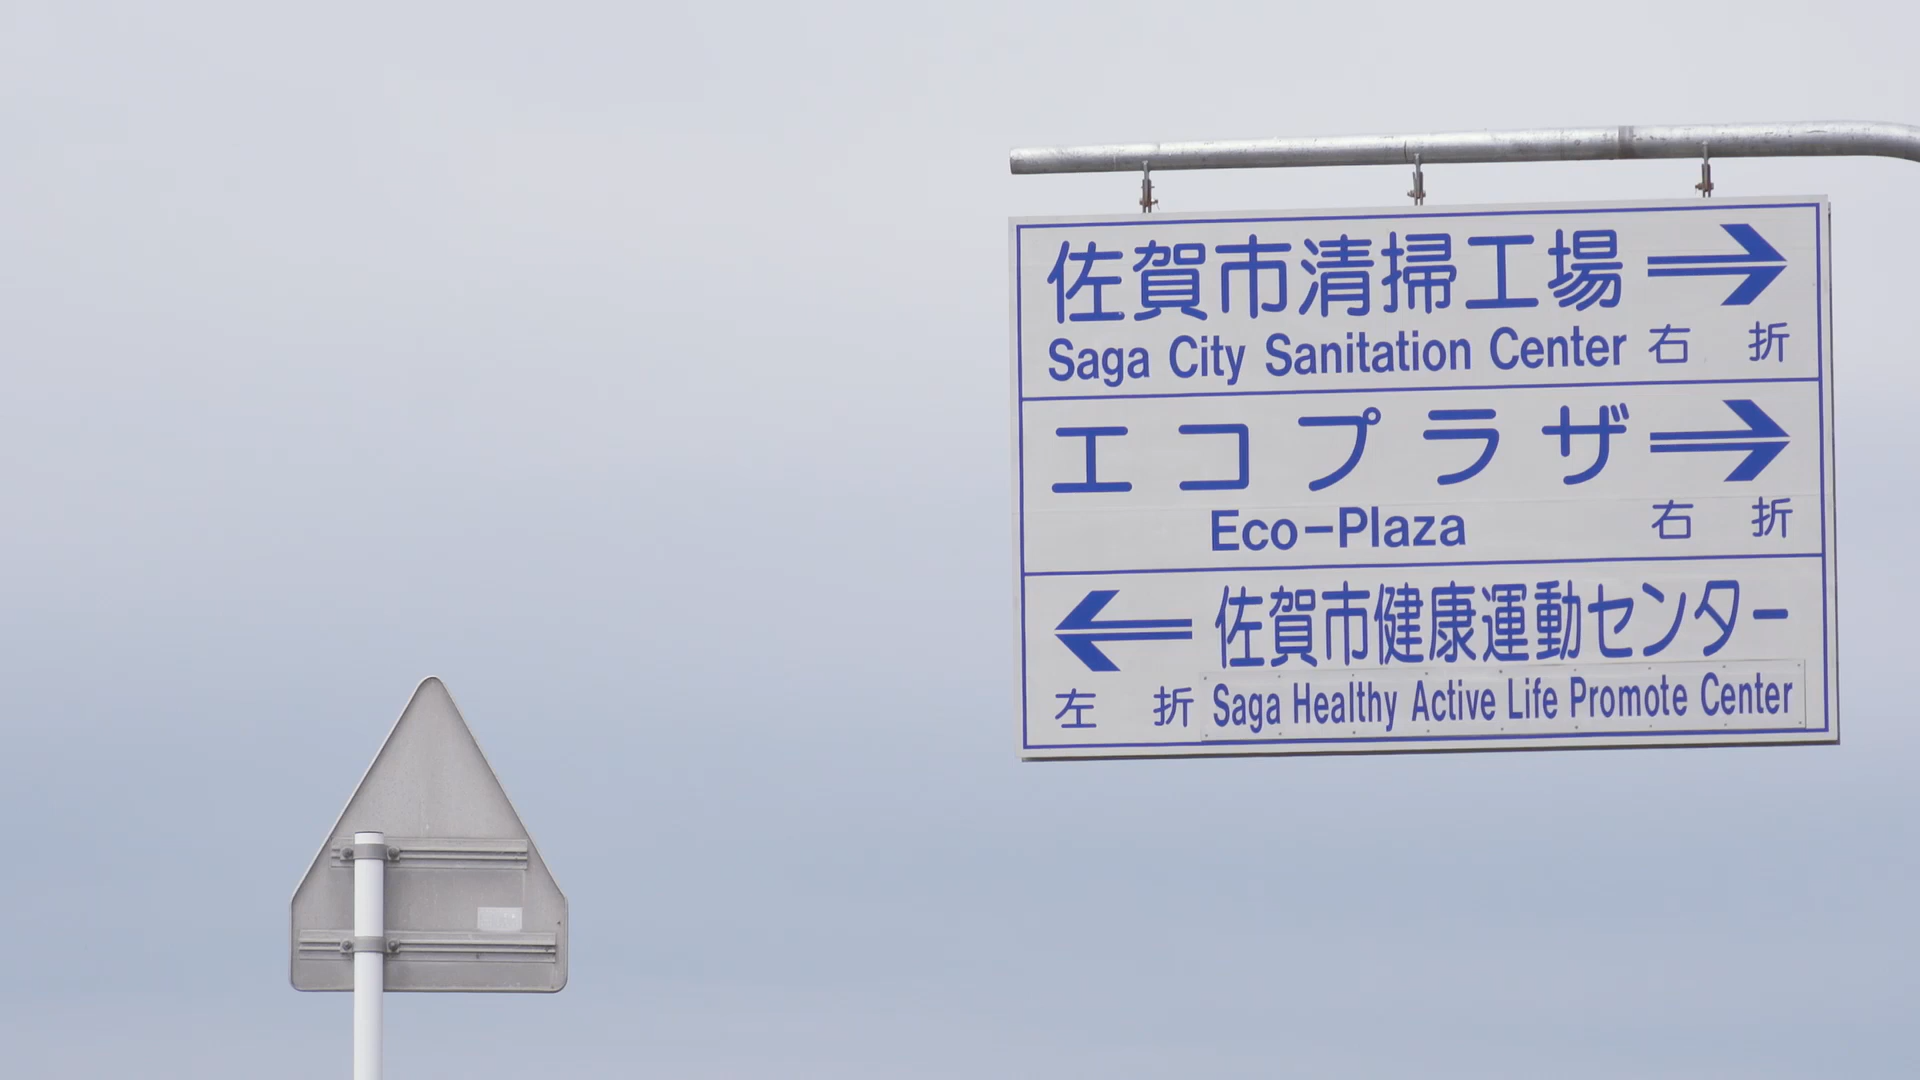 佐賀市清掃工場
Saga City Sanitation Center 右 折
エコプラザ
Eco-Plaza 右 折
佐賀市健康運動センター
左 折 Saga Healthy Active Life Promote Center